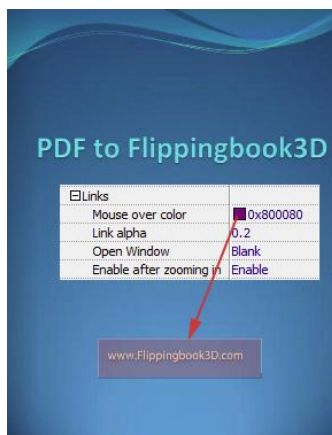 PDF to Flippingbook3D
Links
Mouse over color 0x800080
Link alpha 0.2
Open Window Blank
Enable after zooming in Enable
www.Flippingbook3D.com